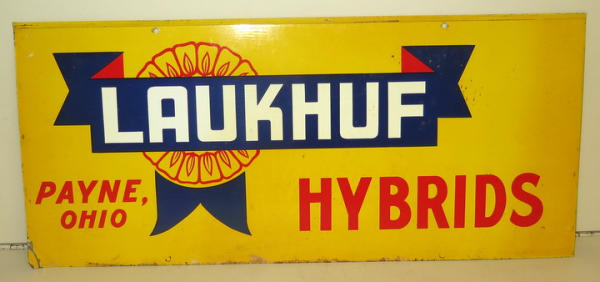 LAUKHUF
PAYNE,
OHIO
HYBRIDS